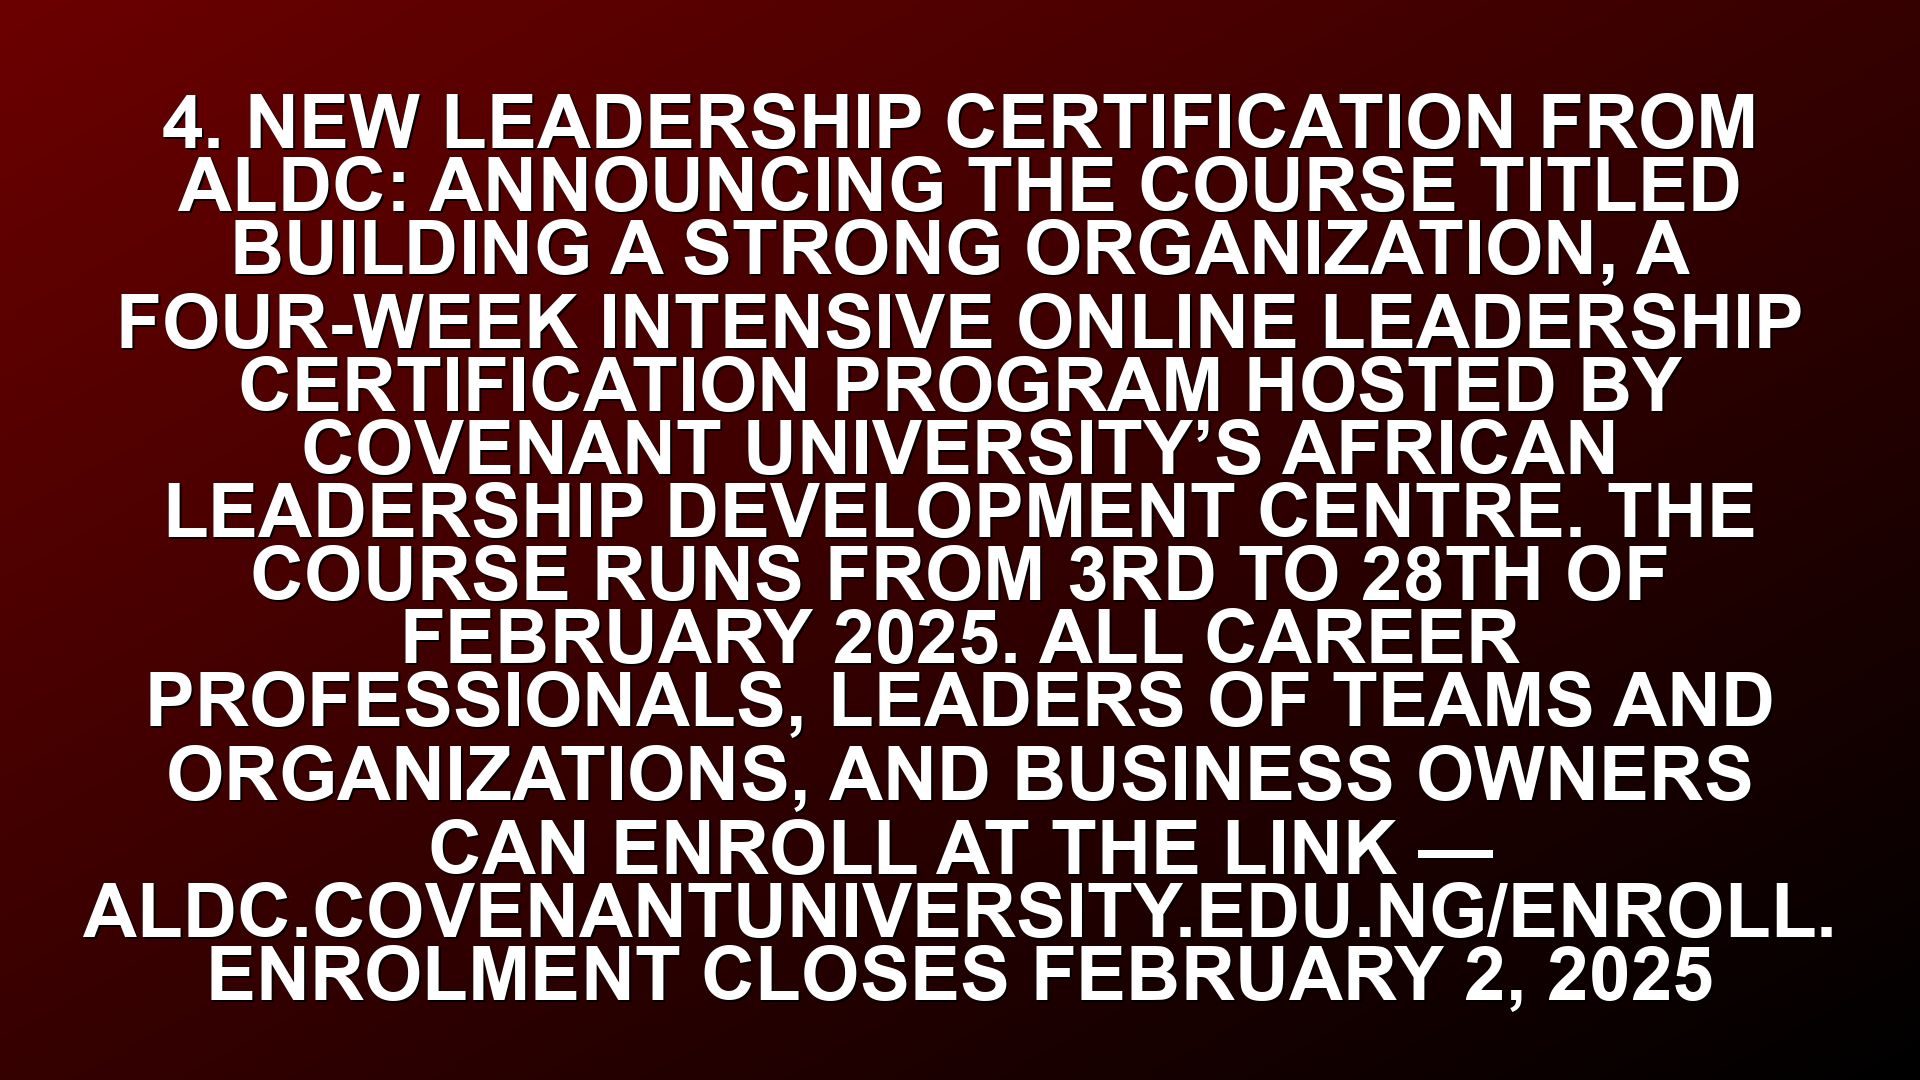 4. NEW LEADERSHIP CERTIFICATION FROM
ALDC: ANNOUNCING THE COURSE TITLED
BUILDING A STRONG ORGANIZATION, A
FOUR-WEEK INTENSIVE ONLINE LEADERSHIP
CERTIFICATION PROGRAM HOSTED BY
COVENANT UNIVERSITY’S AFRICAN
LEADERSHIP DEVELOPMENT CENTRE. THE
COURSE RUNS FROM 3RD TO 28TH OF
FEBRUARY 2025. ALL CAREER
PROFESSIONALS, LEADERS OF TEAMS AND
ORGANIZATIONS, AND BUSINESS OWNERS
CAN ENROLL AT THE LINK —
ALDC.COVENANTUNIVERSITY.EDU.NG/ENROLL.
ENROLMENT CLOSES FEBRUARY 2, 2025